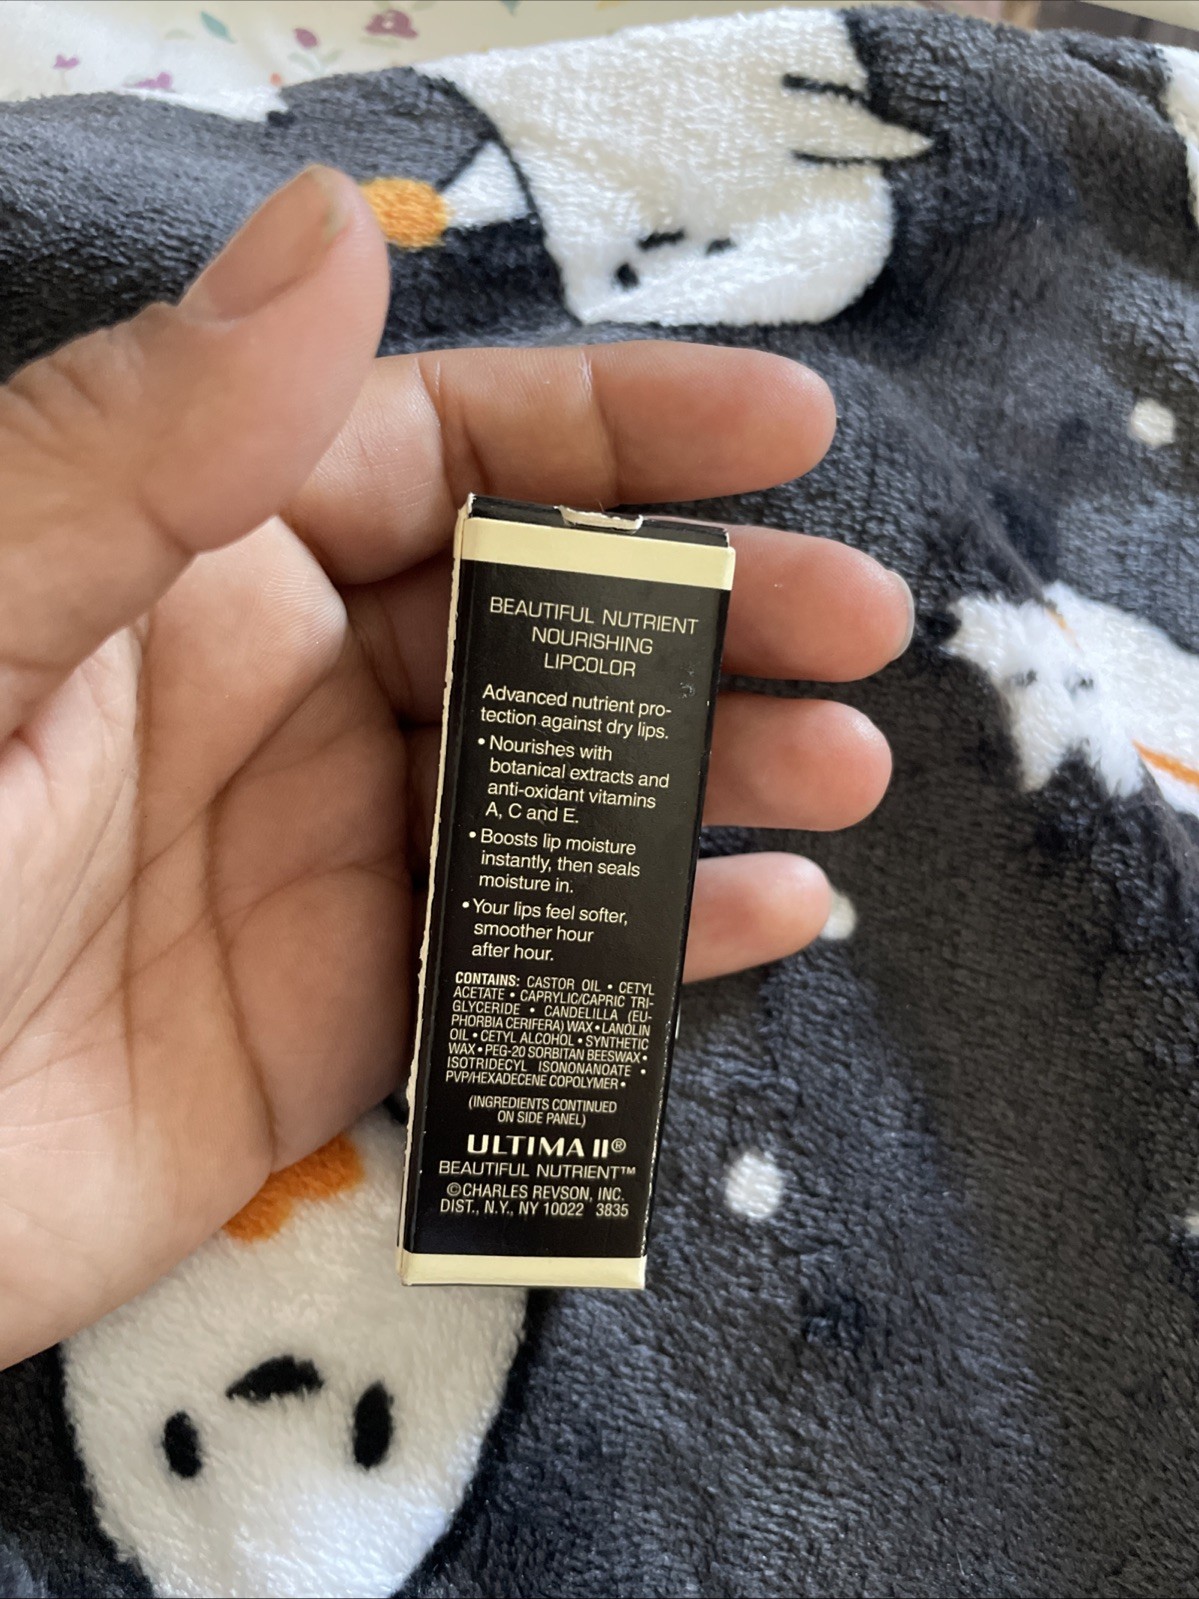 BEAUTIFUL NUTRIENT
NOURISHING
LIPCOLOR
Advanced nutrient pro-
tection against dry lips.
• Nourishes with
botanical extracts and
anti-oxidant vitamins
A, C and E.
• Boosts lip moisture
instantly, then seals
moisture in.
• Your lips feel softer,
smoother hour
after hour.
CONTAINS: CASTOR OIL • CETYL
ACETATE • CAPRYLIC/CAPRIC TRI-
GLYCERIDE • CANDELILLA (EU-
PHORBIA CERIFERA) WAX • LANOLIN
OIL • CETYL ALCOHOL • SYNTHETIC
WAX • PEG-20 SORBITAN BEESWAX •
ISOTRIDECYL ISONONANOATE •
PVP/HEXADECENE COPOLYMER •
(INGREDIENTS CONTINUED
ON SIDE PANEL)
ULTIMA II®
BEAUTIFUL NUTRIENT™
©CHARLES REVSON, INC.
DIST., N.Y., NY 10022 3835